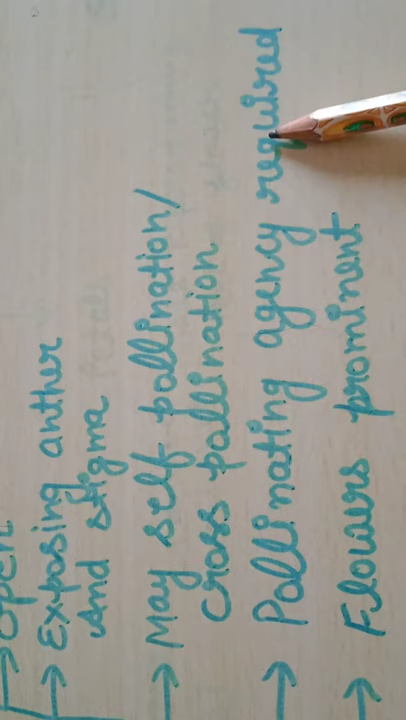 → Open
→ Exposing anther
and stigma
→ May self pollination/
cross pollination
→ Pollinating agency required
→ Flowers prominent